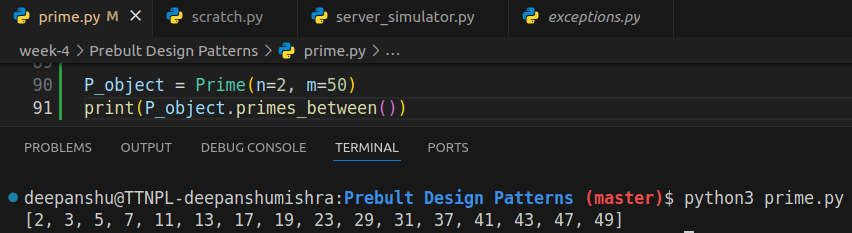 prime.py M × scratch.py server_simulator.py exceptions.py
week-4 > Prebult Design Patterns > prime.py > ...
89
90 P_object = Prime(n=2, m=50)
91 print(P_object.primes_between())
PROBLEMS OUTPUT DEBUG CONSOLE TERMINAL PORTS
deepanshu@TTNPL-deepanshumishra:Prebult Design Patterns (master)$ python3 prime.py
[2, 3, 5, 7, 11, 13, 17, 19, 23, 29, 31, 37, 41, 43, 47, 49]